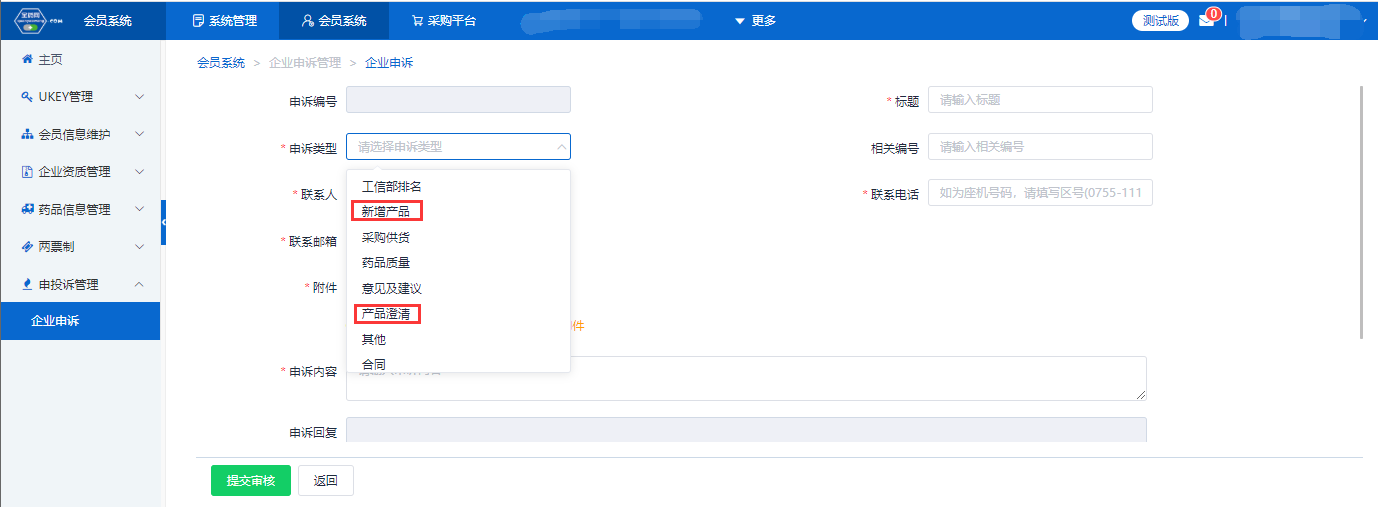 会员系统
系统管理
会员系统
采购平台
更多
测试版
0
主页
UKEY管理
会员信息维护
企业资质管理
药品信息管理
两票制
申投诉管理
企业申诉
会员系统 > 企业申诉管理 > 企业申诉
申诉编号
* 标题 请输入标题
* 申诉类型 请选择申诉类型
相关编号 请输入相关编号
* 联系人
* 联系电话 如为座机号码，请填写区号(0755-111
* 联系邮箱
* 附件
工信部排名
新增产品
采购供货
药品质量
意见及建议
产品澄清
其他
合同
件
* 申诉内容
申诉回复
提交审核
返回